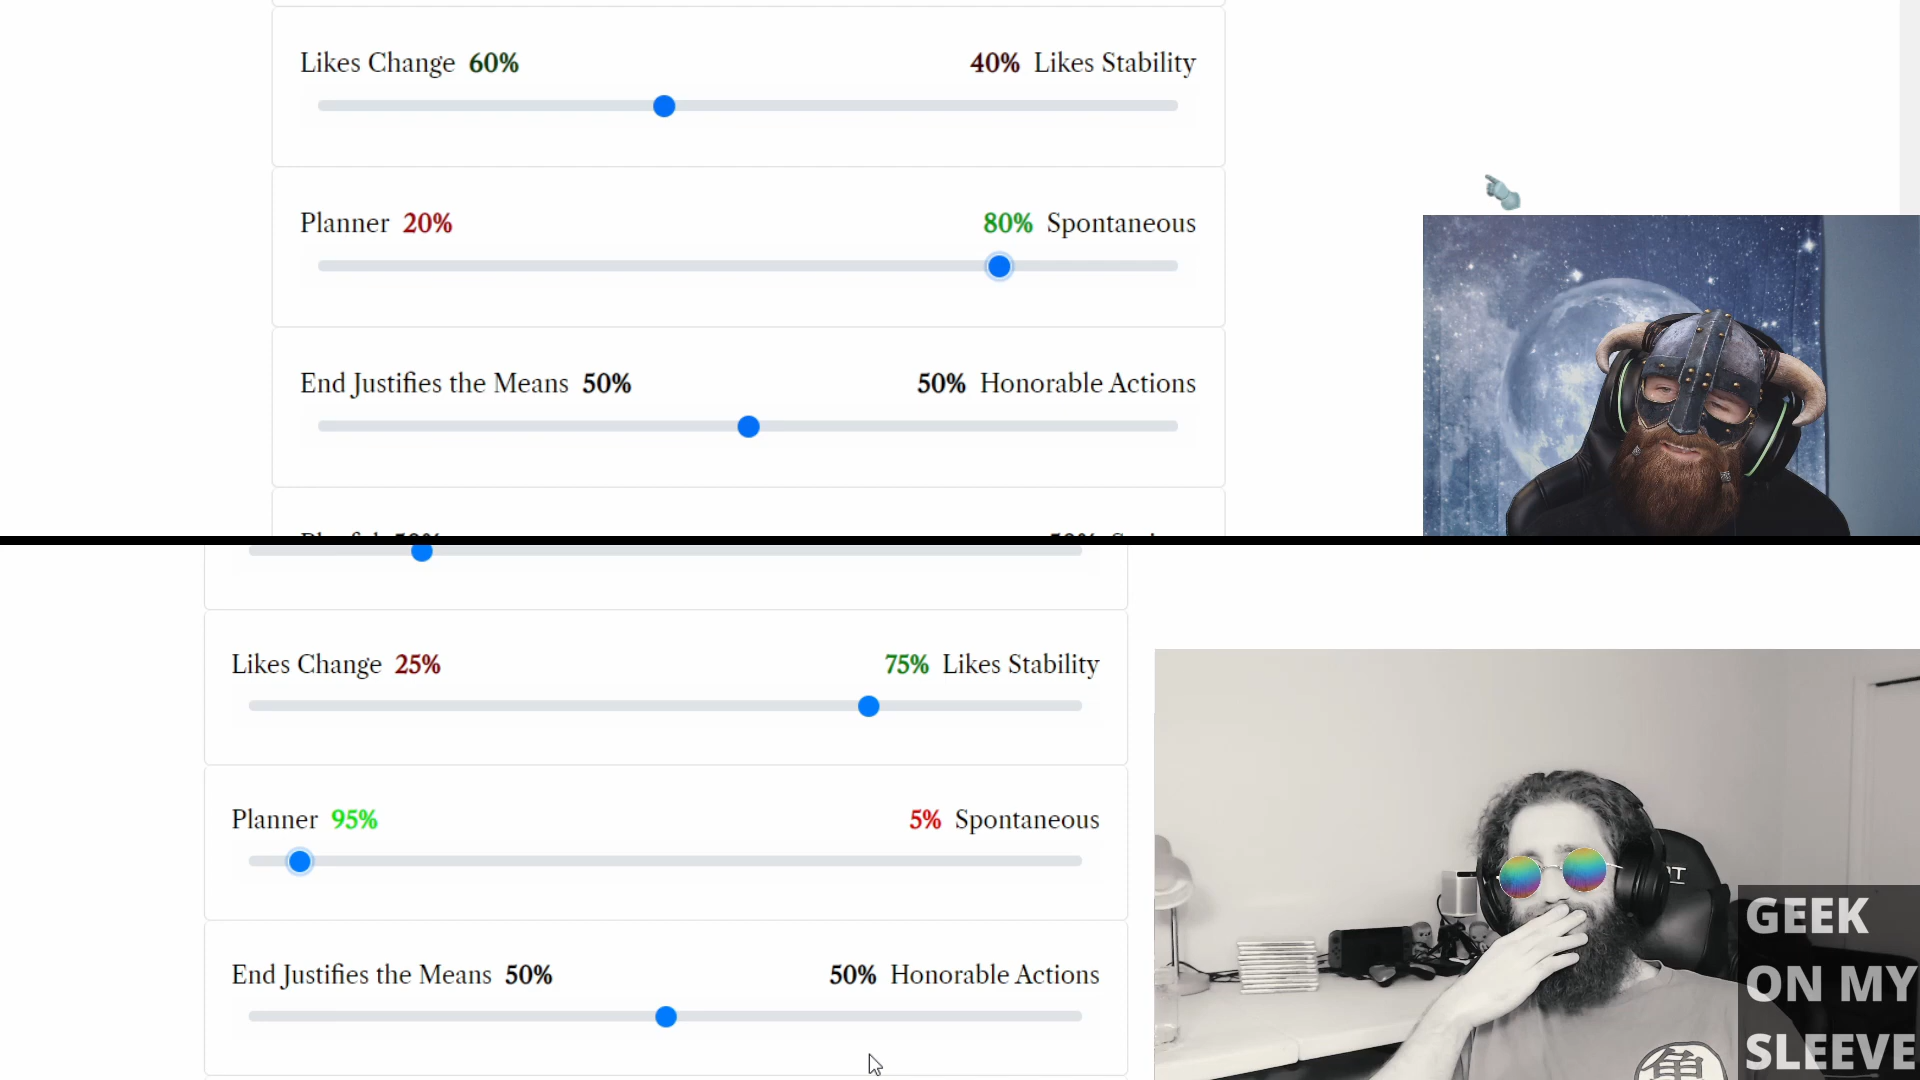 Likes Change 60% 40% Likes Stability
Planner 20% 80% Spontaneous
End Justifies the Means 50% 50% Honorable Actions
Likes Change 25% 75% Likes Stability
Planner 95% 5% Spontaneous
End Justifies the Means 50% 50% Honorable Actions
GEEK
ON MY
SLEEVE
亀